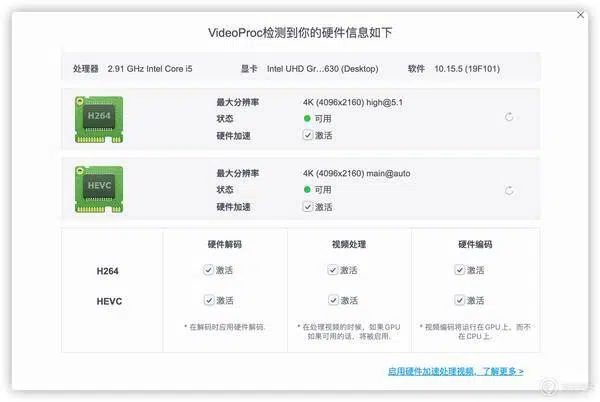 VideoProc检测到你的硬件信息如下
处理器 2.91 GHz Intel Core i5 显卡 Intel UHD Gr...630 (Desktop) 软件 10.15.5 (19F101)
H264
最大分辨率 4K (4096x2160) high@5.1
状态 可用
硬件加速 激活
HEVC
最大分辨率 4K (4096x2160) main@auto
状态 可用
硬件加速 激活
硬件解码 视频处理 硬件编码
H264 激活 激活 激活
HEVC 激活 激活 激活
* 在解码时应用硬件解码. * 在处理视频的时候，如果GPU * 视频编码将运行在GPU上，而不
如果可用的话，将被启用. 在CPU上.
启用硬件加速处理视频，了解更多 >